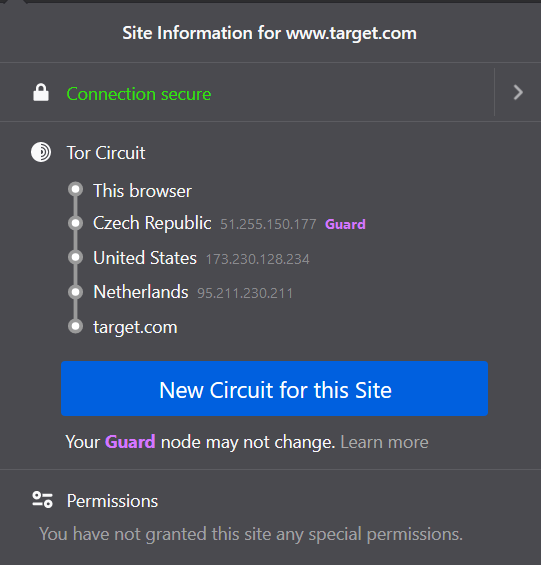 Site Information for www.target.com
Connection secure
Tor Circuit
This browser
Czech Republic 51.255.150.177 Guard
United States 173.230.128.234
Netherlands 95.211.230.211
target.com
New Circuit for this Site
Your Guard node may not change. Learn more
Permissions
You have not granted this site any special permissions.